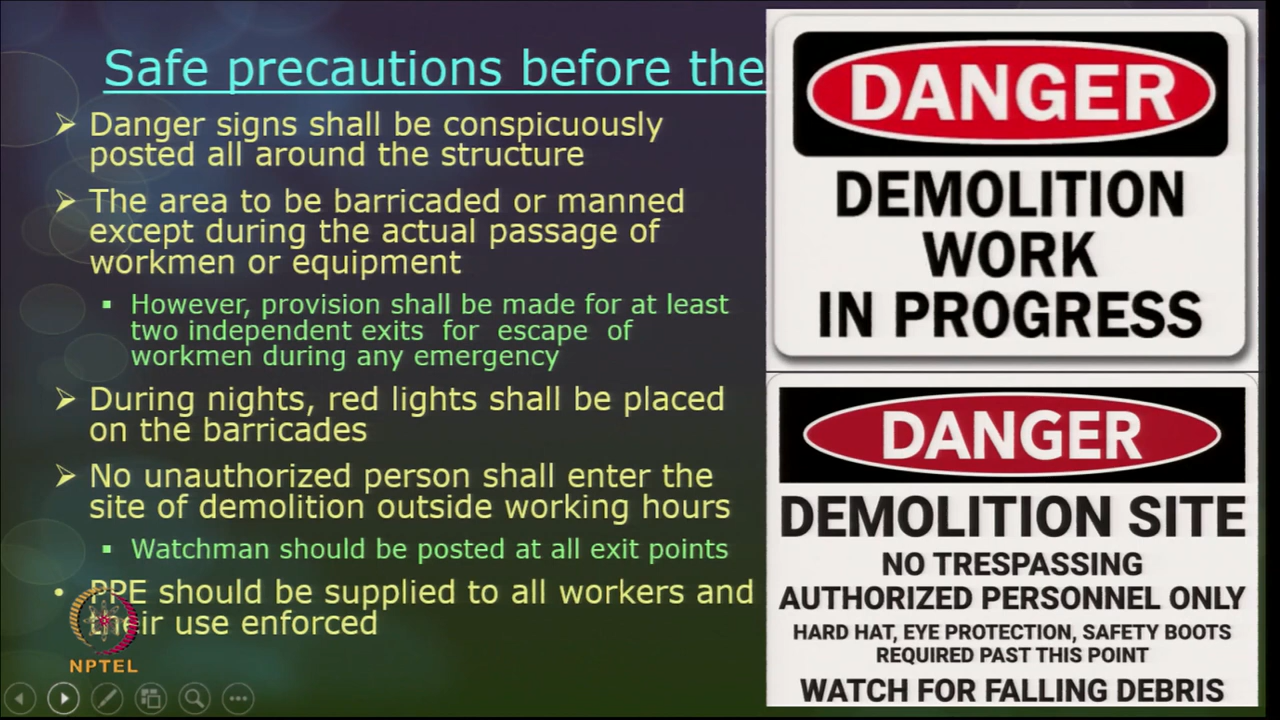 Safe precautions before the
➢ Danger signs shall be conspicuously
posted all around the structure
➢ The area to be barricaded or manned
except during the actual passage of
workmen or equipment
▪ However, provision shall be made for at least
two independent exits for escape of
workmen during any emergency
➢ During nights, red lights shall be placed
on the barricades
➢ No unauthorized person shall enter the
site of demolition outside working hours
▪ Watchman should be posted at all exit points
• PPE should be supplied to all workers and
their use enforced
NPTEL
DANGER
DEMOLITION
WORK
IN PROGRESS
DANGER
DEMOLITION SITE
NO TRESPASSING
AUTHORIZED PERSONNEL ONLY
HARD HAT, EYE PROTECTION, SAFETY BOOTS
REQUIRED PAST THIS POINT
WATCH FOR FALLING DEBRIS